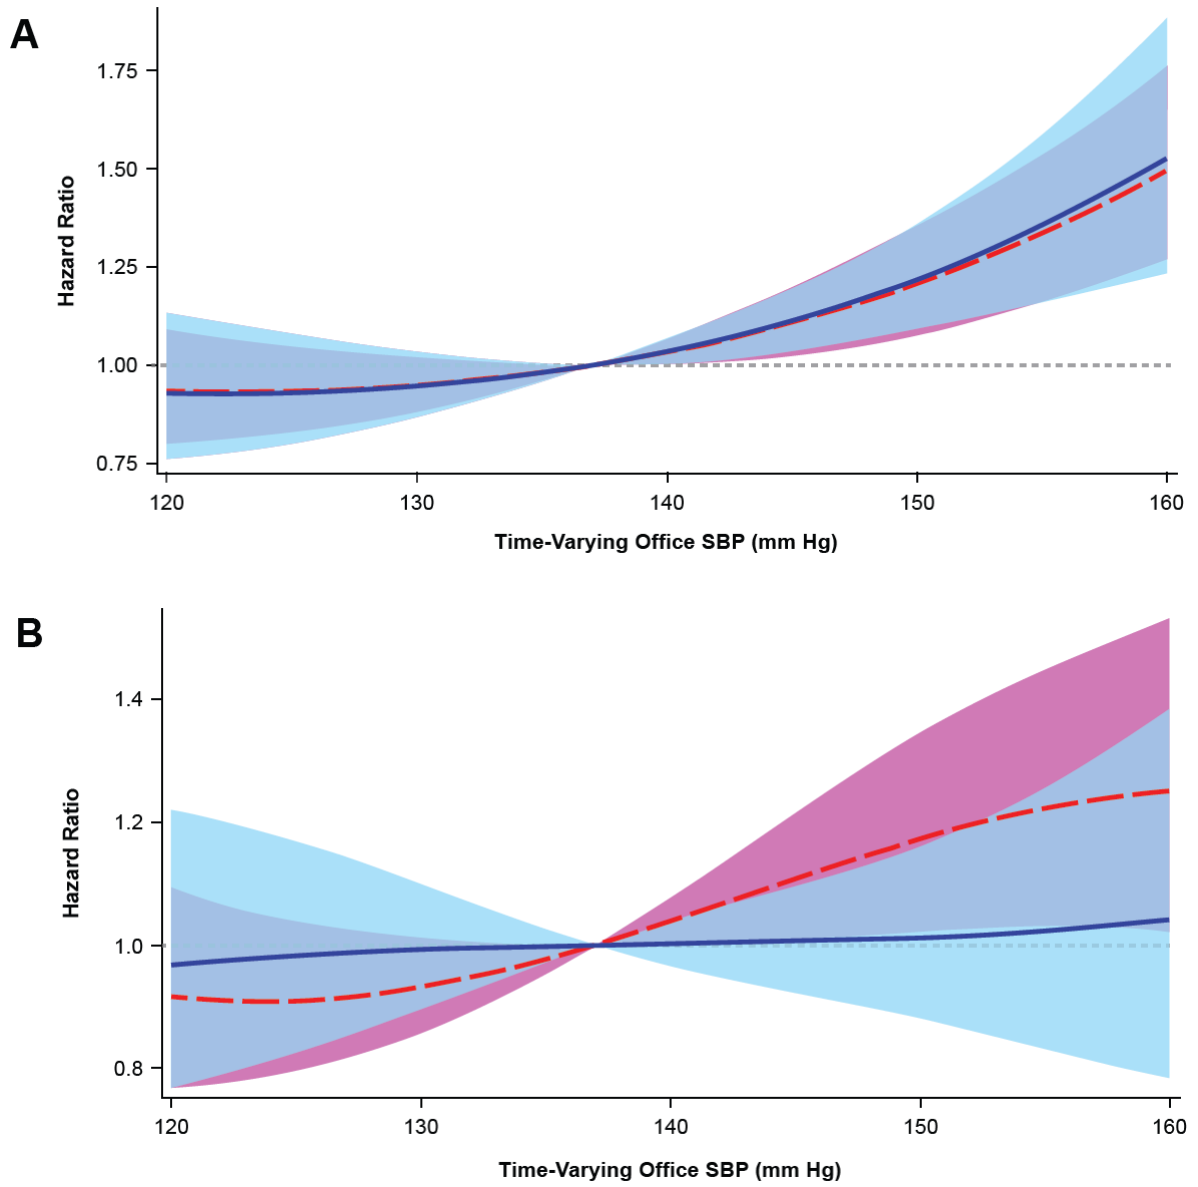 A
Hazard Ratio
1.75
1.50
1.25
1.00
0.75
120 130 140 150 160
Time-Varying Office SBP (mm Hg)
B
Hazard Ratio
1.4
1.2
1.0
0.8
120 130 140 150 160
Time-Varying Office SBP (mm Hg)